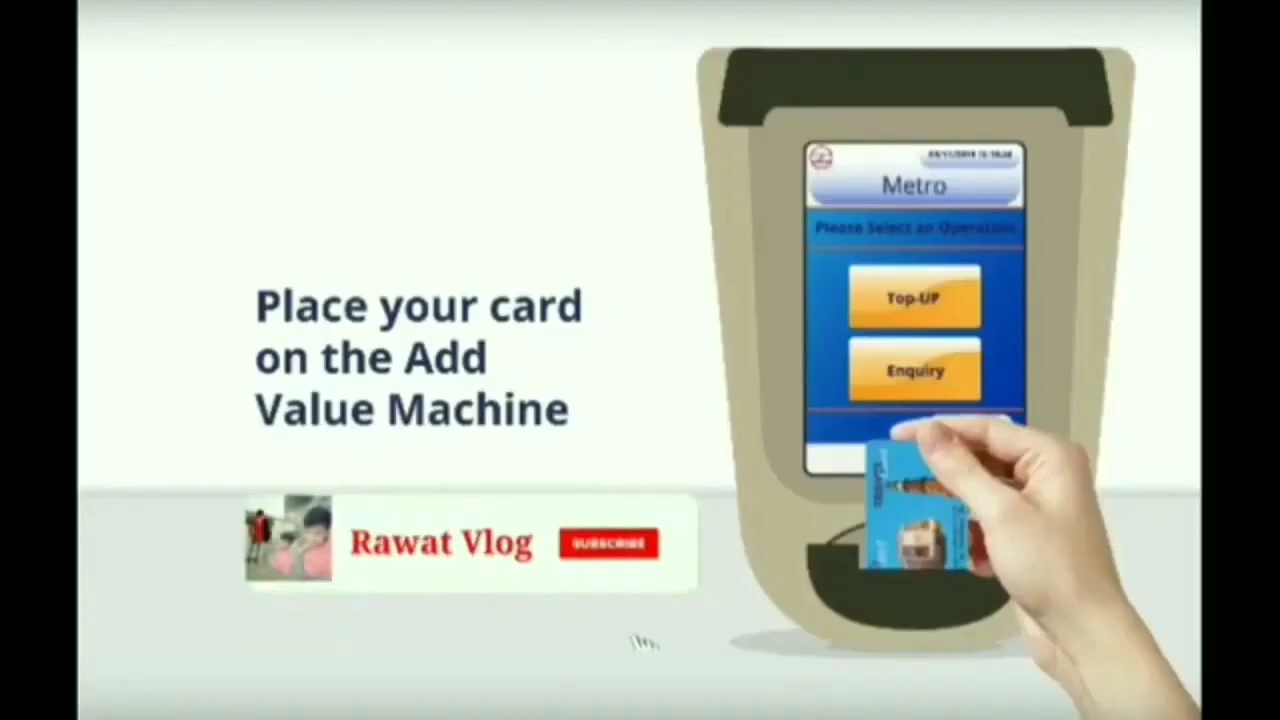 Metro
Please Select an Operation
Top-UP
Enquiry
Place your card
on the Add
Value Machine
Rawat Vlog
SUBSCRIBE